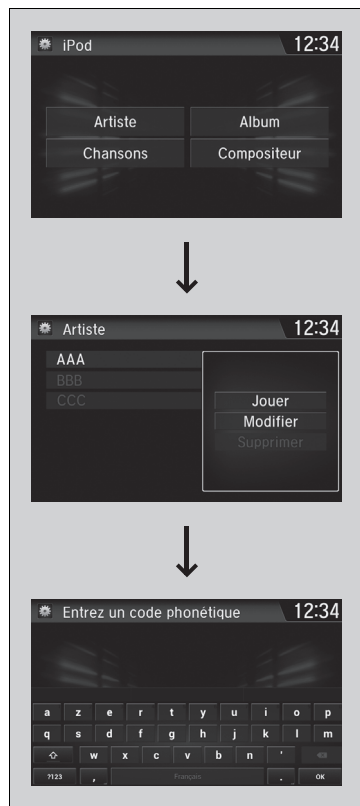 iPod 12:34
Artiste Album
Chansons Compositeur
Artiste 12:34
AAA
BBB
CCC
Jouer
Modifier
Supprimer
Entrez un code phonétique 12:34
a z e r t y u i o p
q s d f g h j k l m
w x c v b n '
?123 , Français . OK